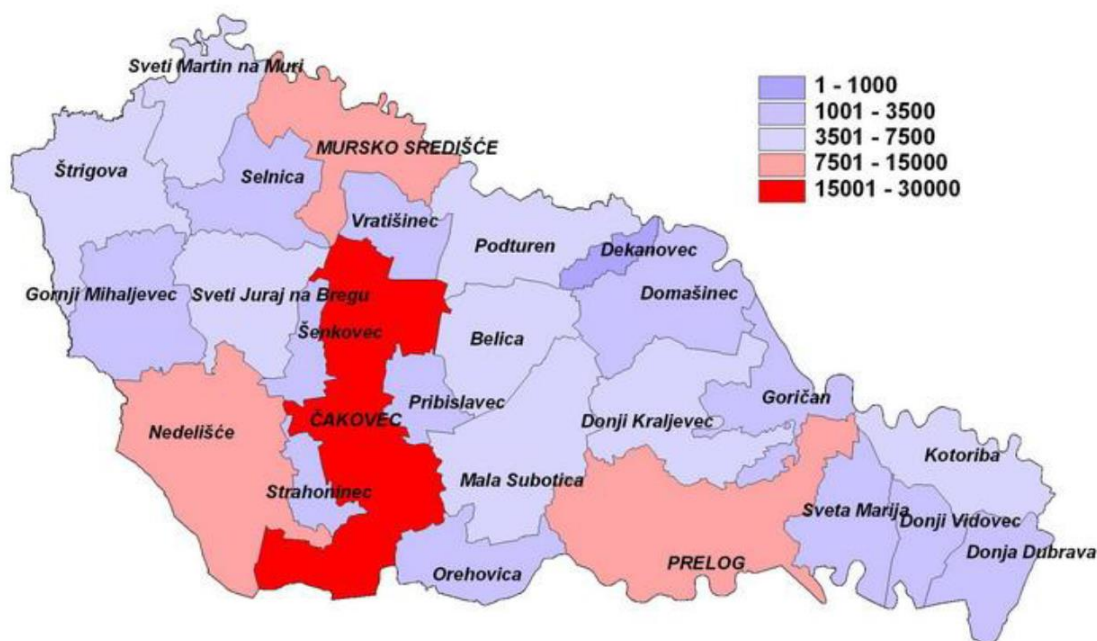 Sveti Martin na Muri
1 - 1000
1001 - 3500
3501 - 7500
7501 - 15000
15001 - 30000
MURSKO SREDIŠĆE
Štrigova
Selnica
Vratišinec
Podturen
Dekanovec
Gornji Mihaljevec
Sveti Juraj na Bregu
Domašinec
Šenkovec
Belica
Pribislavec
Goričan
Nedelišće
ČAKOVEC
Donji Kraljevec
Kotoriba
Strahoninec
Mala Subotica
Sveta Marija
Donji Vidovec
Donja Dubrava
Orehovica
PRELOG